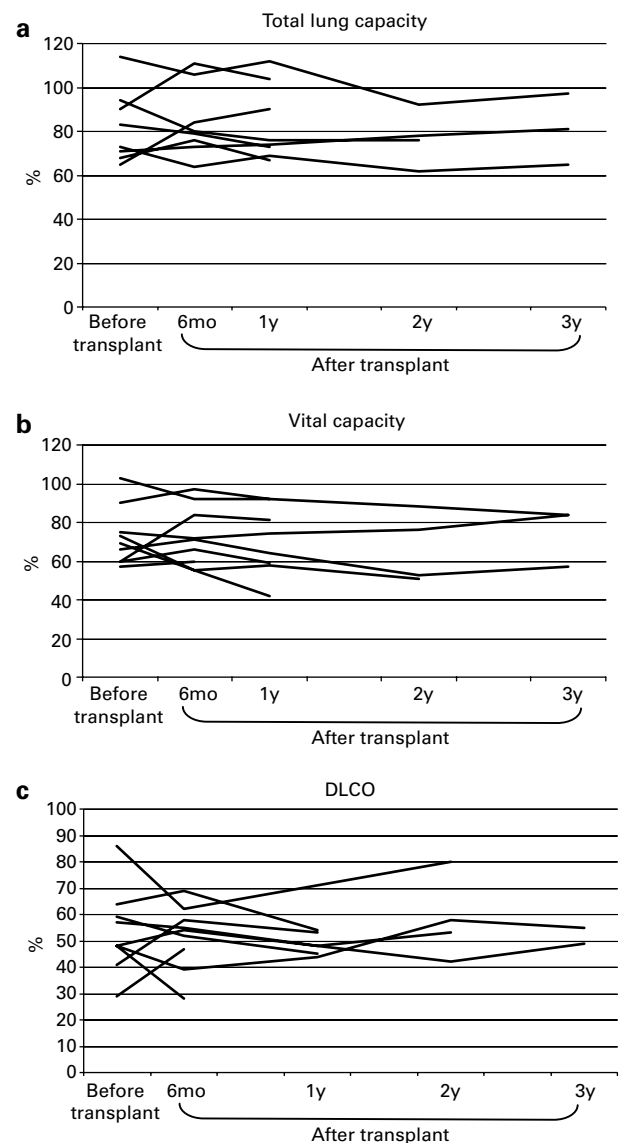 a
Total lung capacity
120
100
80
60
40
20
0
%
Before transplant
6mo
1y
2y
3y
After transplant
b
Vital capacity
120
100
80
60
40
20
0
%
Before transplant
6mo
1y
2y
3y
After transplant
c
DLCO
100
90
80
70
60
50
40
30
20
10
0
%
Before transplant
6mo
1y
2y
3y
After transplant